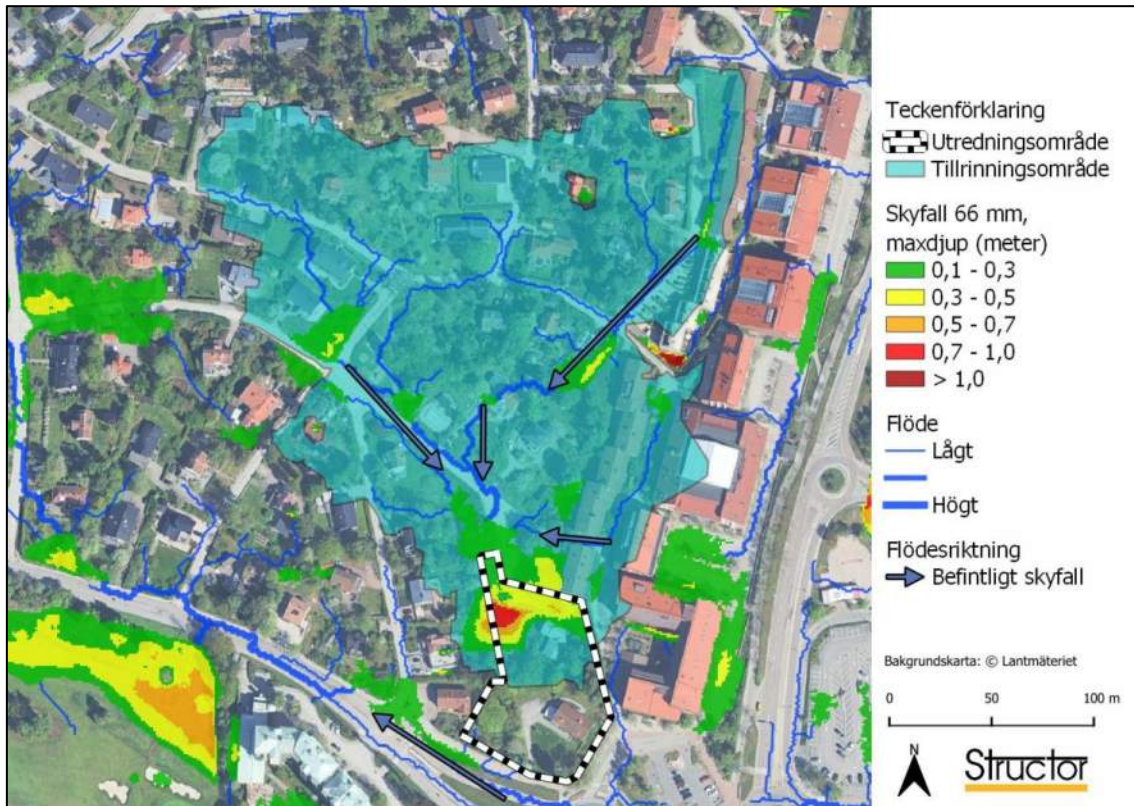 Teckenförklaring
Utredningsområde
Tillrinningsområde
Skyfall 66 mm,
maxdjup (meter)
0,1 - 0,3
0,3 - 0,5
0,5 - 0,7
0,7 - 1,0
> 1,0
Flöde
Lågt
Högt
Flödesriktning
Befintligt skyfall
Bakgrundskarta: © Lantmäteriet
0 50 100 m
N
Structor